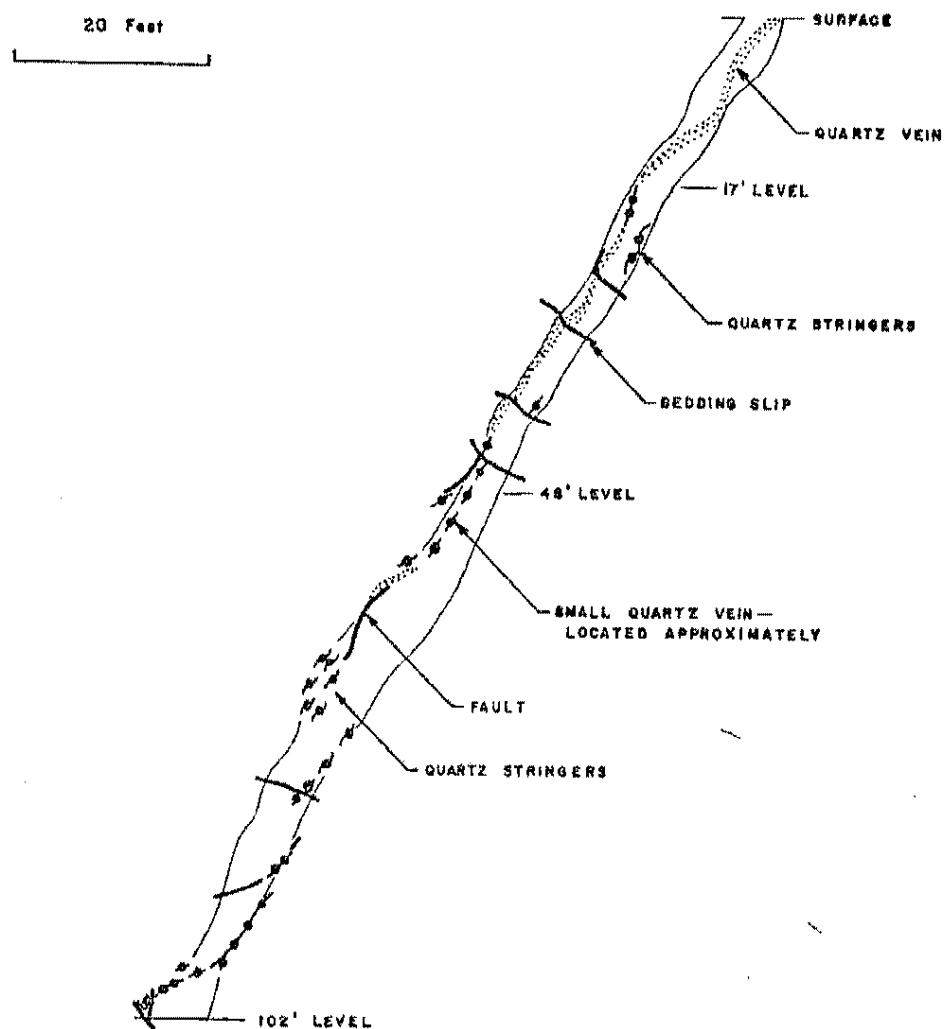 20 Feet
SURFACE
QUARTZ VEIN
17' LEVEL
QUARTZ STRINGERS
BEDDING SLIP
48' LEVEL
SMALL QUARTZ VEIN—
LOCATED APPROXIMATELY
FAULT
QUARTZ STRINGERS
102' LEVEL